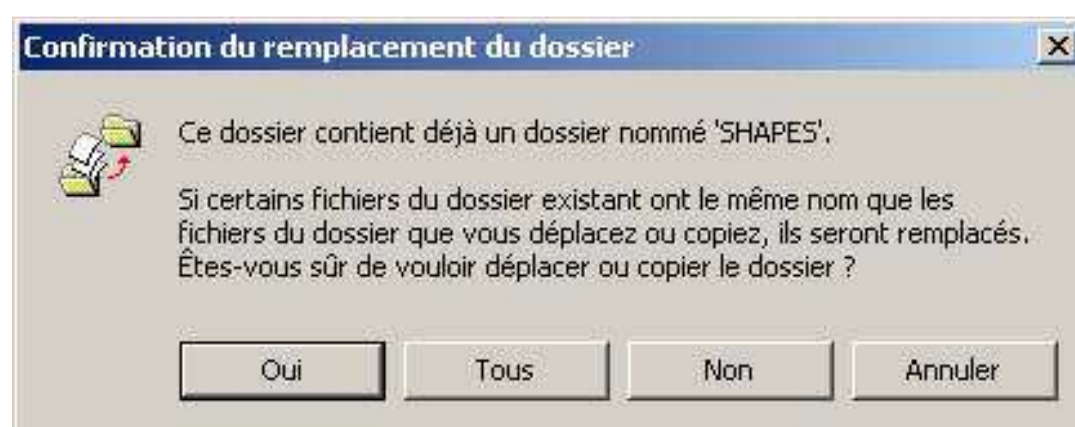 Confirmation du remplacement du dossier
Ce dossier contient déjà un dossier nommé 'SHAPES'.
Si certains fichiers du dossier existant ont le même nom que les
fichiers du dossier que vous déplacez ou copiez, ils seront remplacés.
Êtes-vous sûr de vouloir déplacer ou copier le dossier ?
Oui Tous Non Annuler